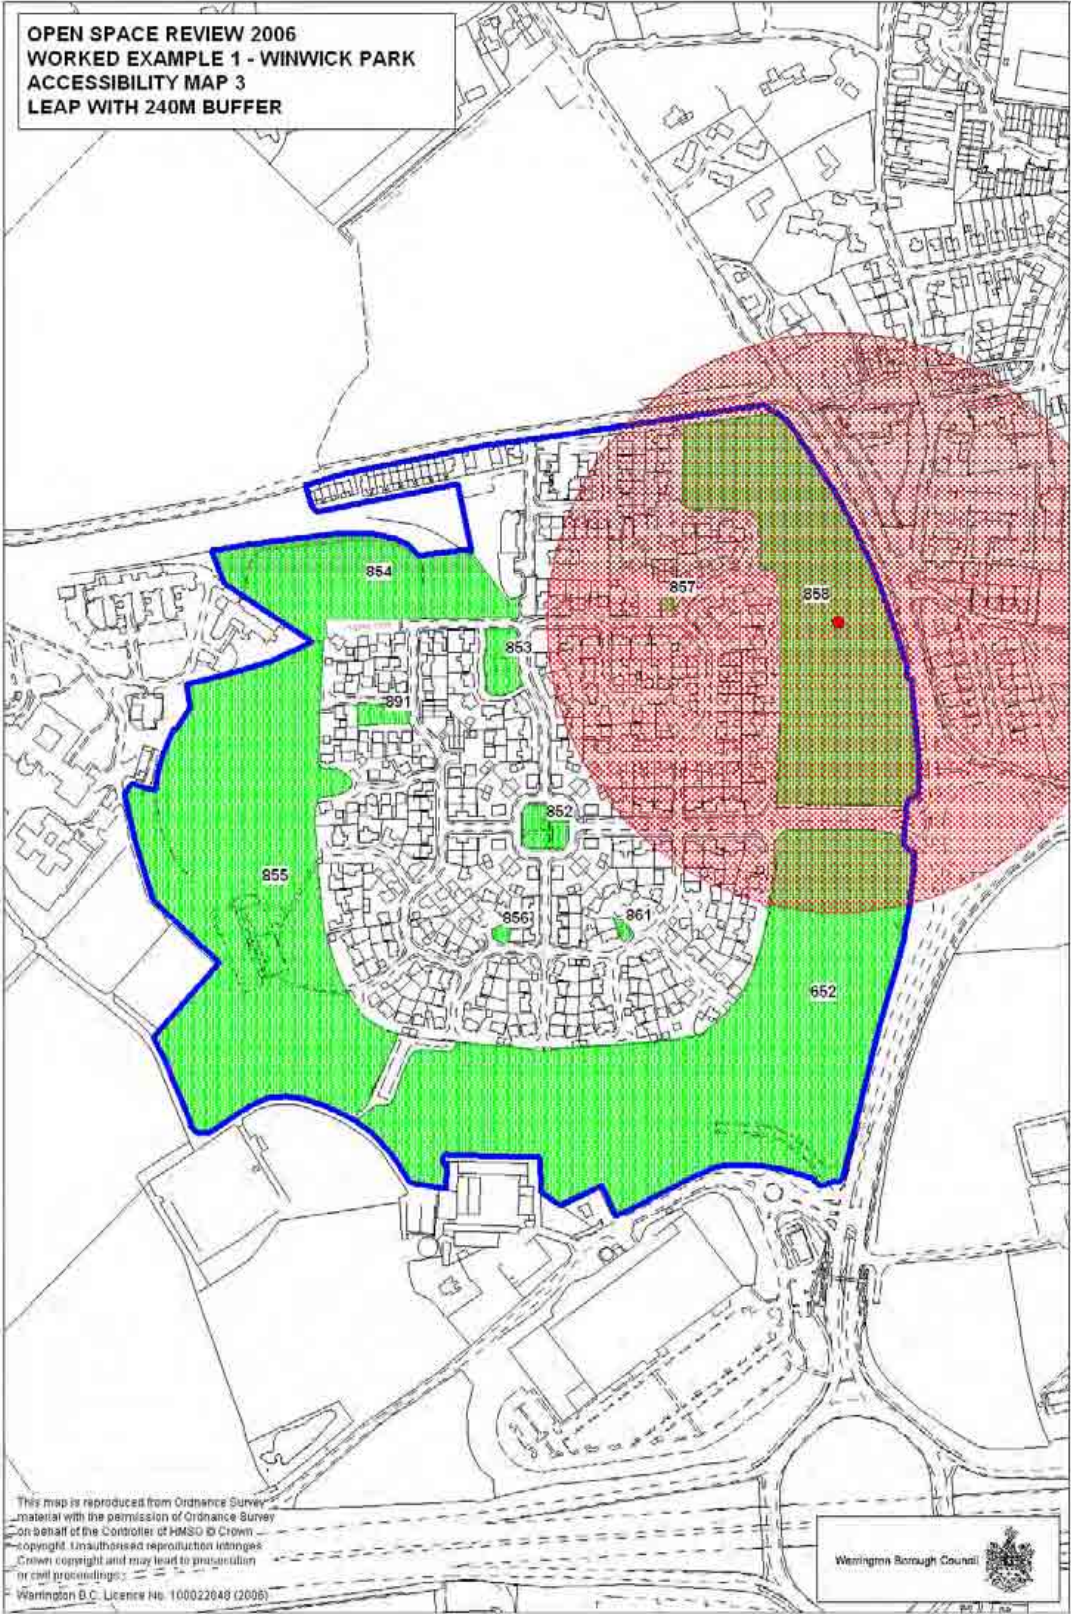 OPEN SPACE REVIEW 2006
WORKED EXAMPLE 1 - WINWICK PARK
ACCESSIBILITY MAP 3
LEAP WITH 240M BUFFER
854
857
858
853
891
852
855
856
861
652
This map is reproduced from Ordnance Survey
material with the permission of Ordnance Survey
on behalf of the Controller of HMSO © Crown
copyright. Unauthorised reproduction infringes
Crown copyright and may lead to prosecution
or civil proceedings.
Warrington B.C. Licence No. 100022848 (2006)
Warrington Borough Council